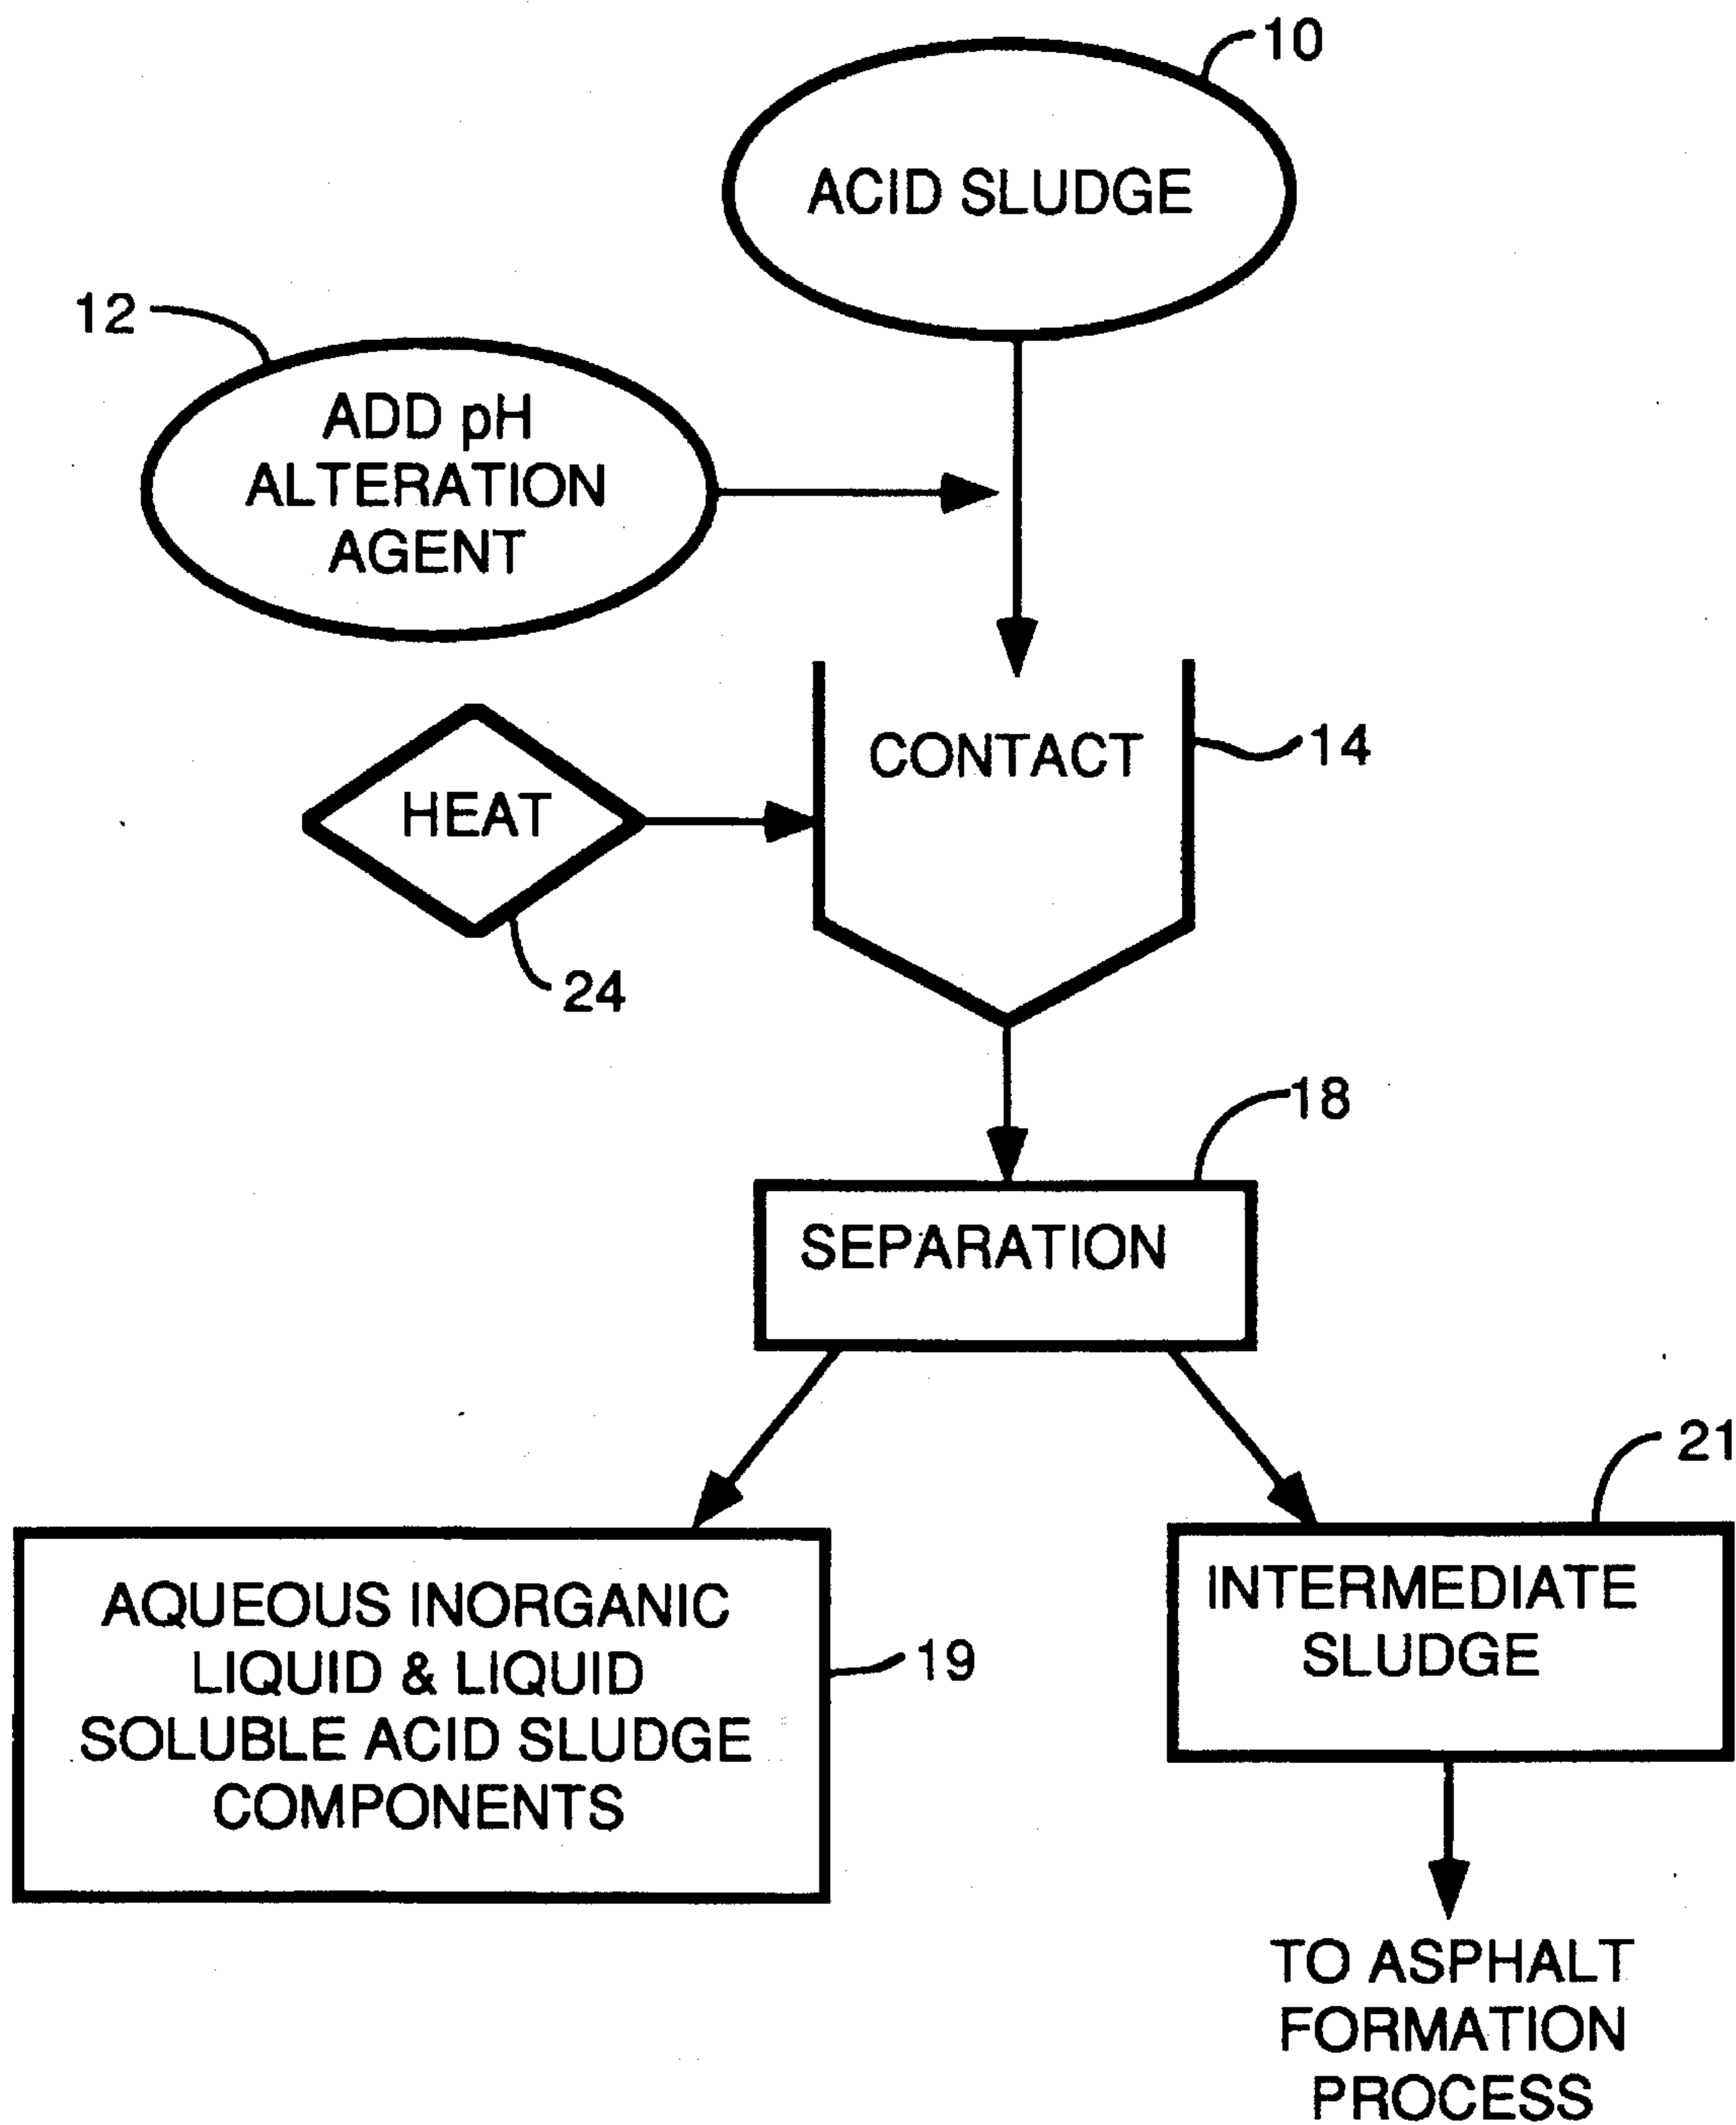 10
ACID SLUDGE
12
ADD pH
ALTERATION
AGENT
CONTACT
14
HEAT
24
18
SEPARATION
21
INTERMEDIATE
SLUDGE
AQUEOUS INORGANIC
LIQUID & LIQUID
SOLUBLE ACID SLUDGE
COMPONENTS
19
TO ASPHALT
FORMATION
PROCESS